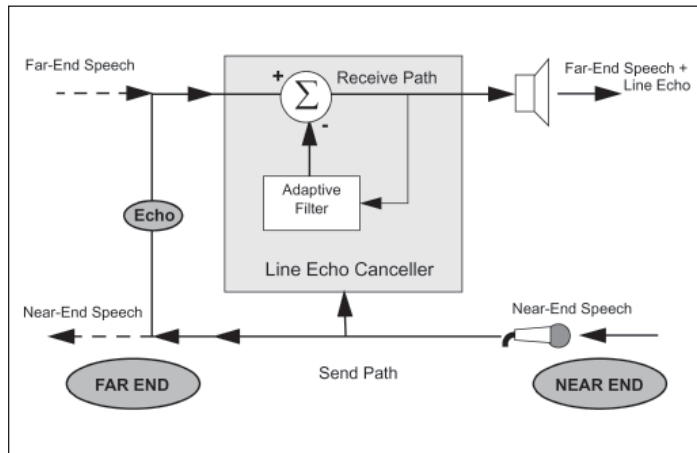 Far-End Speech
+
Σ
-
Receive Path
Far-End Speech +
Line Echo
Adaptive
Filter
Echo
Line Echo Canceller
Near-End Speech
Near-End Speech
Send Path
FAR END
NEAR END